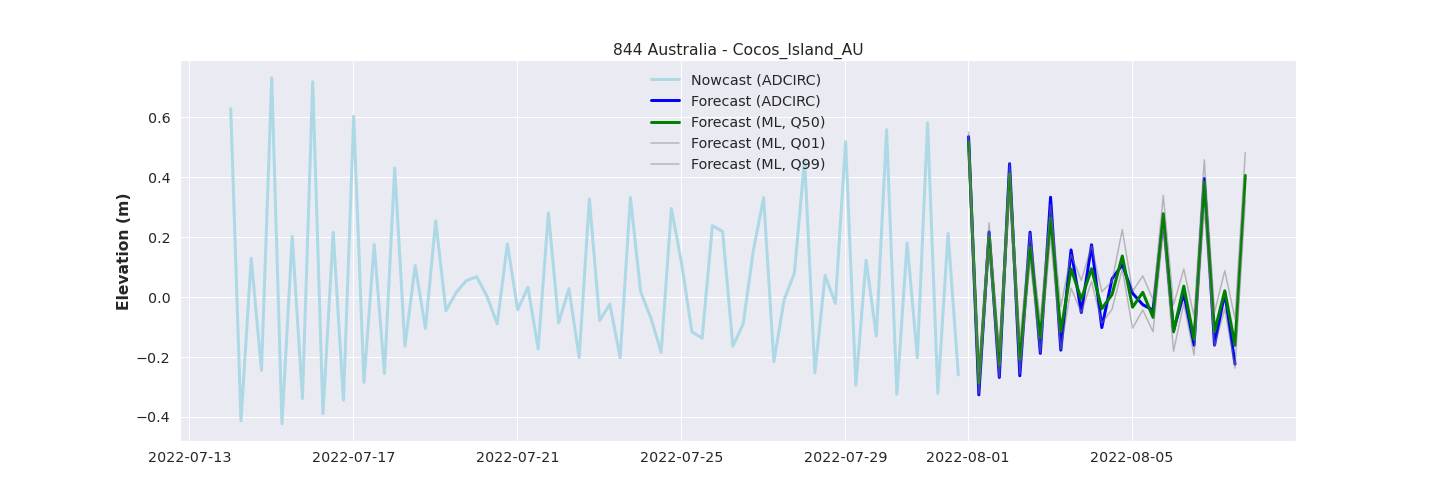 844 Australia - Cocos_Island_AU
Nowcast (ADCIRC)
Forecast (ADCIRC)
Forecast (ML, Q50)
Forecast (ML, Q01)
Forecast (ML, Q99)
Elevation (m)
0.6
0.4
0.2
0.0
−0.2
−0.4
2022-07-13 2022-07-17 2022-07-21 2022-07-25 2022-07-29 2022-08-01 2022-08-05